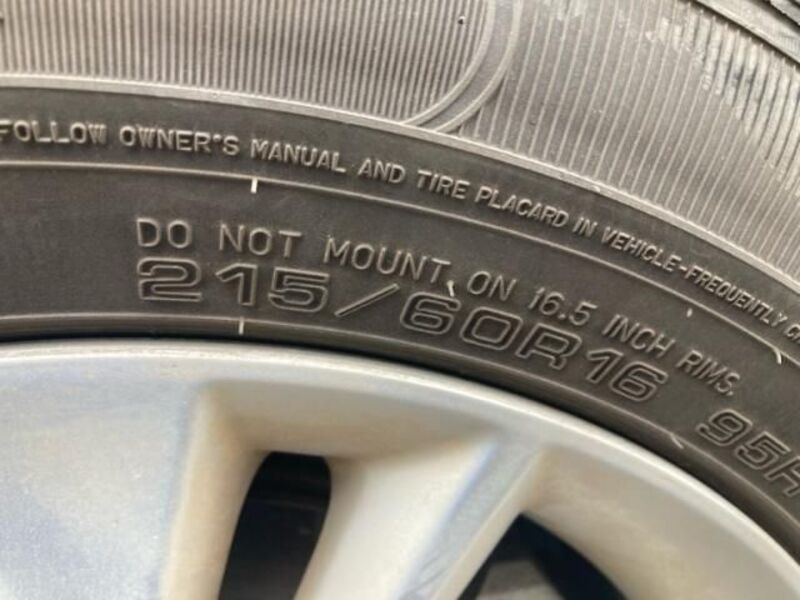 FOLLOW OWNER'S MANUAL AND TIRE PLACARD IN VEHICLE-FREQUENTLY
DO NOT MOUNT ON 16.5 INCH RIMS.
215/60R16 95H